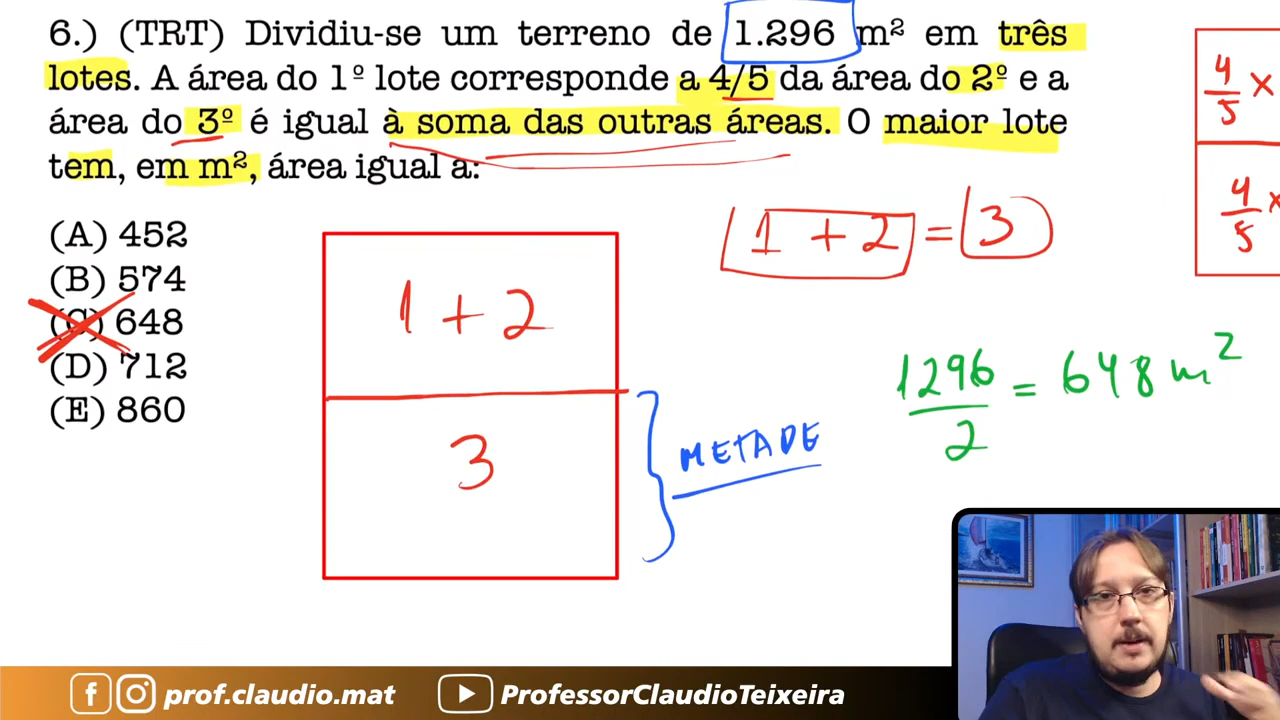 6.) (TRT) Dividiu-se um terreno de 1.296 m² em três
lotes. A área do 1º lote corresponde a 4/5 da área do 2º e a
área do 3º é igual à soma das outras áreas. O maior lote
tem, em m², área igual a:
(A) 452
(B) 574
(C) 648
(D) 712
(E) 860
1 + 2
3
METADE
1 + 2 = 3
1296
2
= 648 m²
4
5
x
4
5
x
prof.claudio.mat
ProfessorClaudioTeixeira